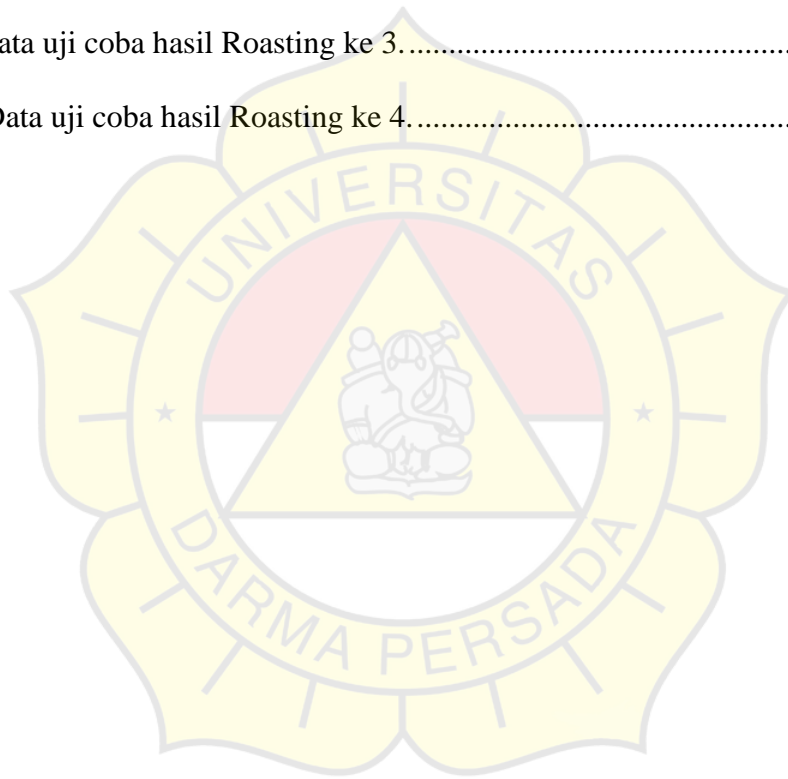 ata uji coba hasil Roasting ke 3. ................................................
Data uji coba hasil Roasting ke 4. ...............................................
UNIVERSITAS
DARMA PERSADA